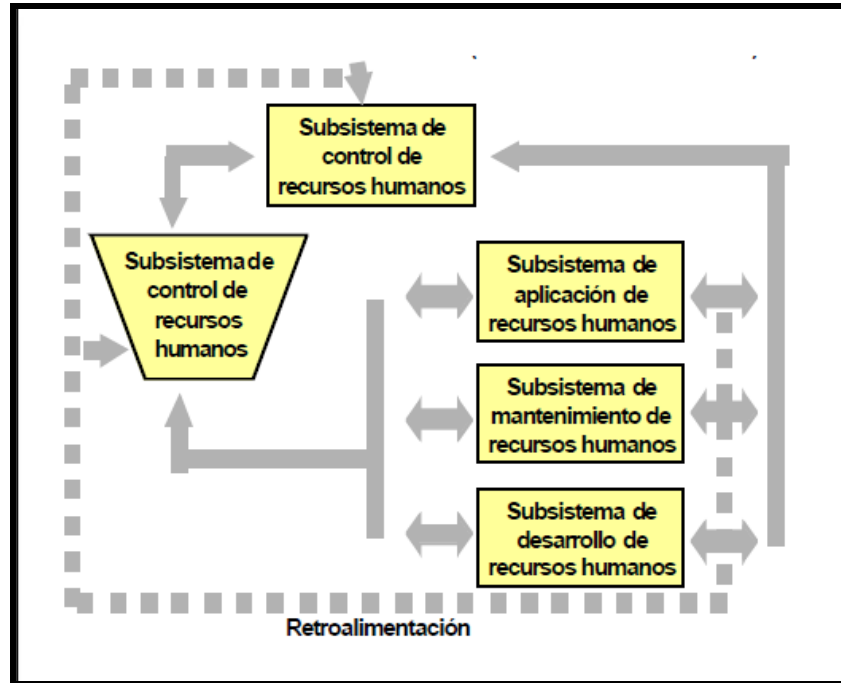 Subsistema de
control de
recursos humanos
Subsistema de
control de
recursos
humanos
Subsistema de
aplicación de
recursos humanos
Subsistema de
mantenimiento de
recursos humanos
Subsistema de
desarrollo de
recursos humanos
Retroalimentación